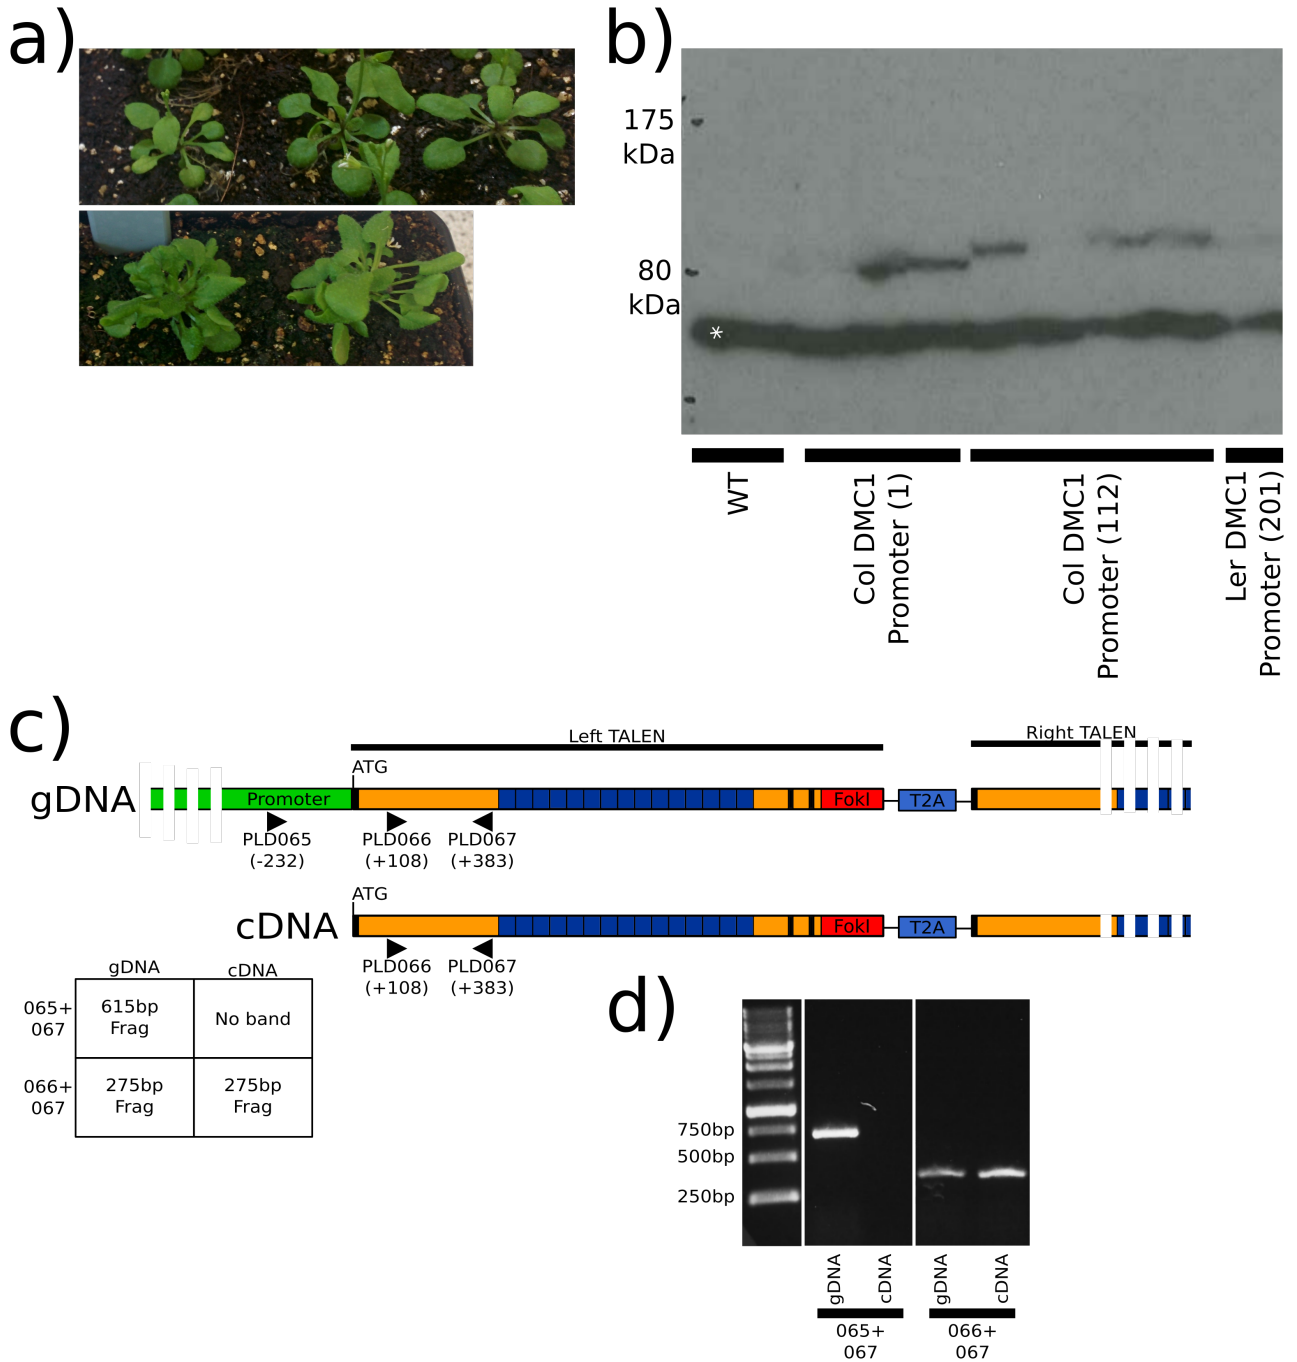 a)
b)
175
kDa
80
kDa
*
WT
Col DMC1
Promoter (1)
Col DMC1
Promoter (112)
Ler DMC1
Promoter (201)
c)
Left TALEN
Right TALEN
ATG
gDNA
Promoter
FokI
T2A
PLD065
(-232)
PLD066
(+108)
PLD067
(+383)
ATG
cDNA
FokI
T2A
PLD066
(+108)
PLD067
(+383)
gDNA
cDNA
065+
067
615bp
Frag
No band
066+
067
275bp
Frag
275bp
Frag
d)
750bp
500bp
250bp
gDNA
cDNA
gDNA
cDNA
065+
067
066+
067